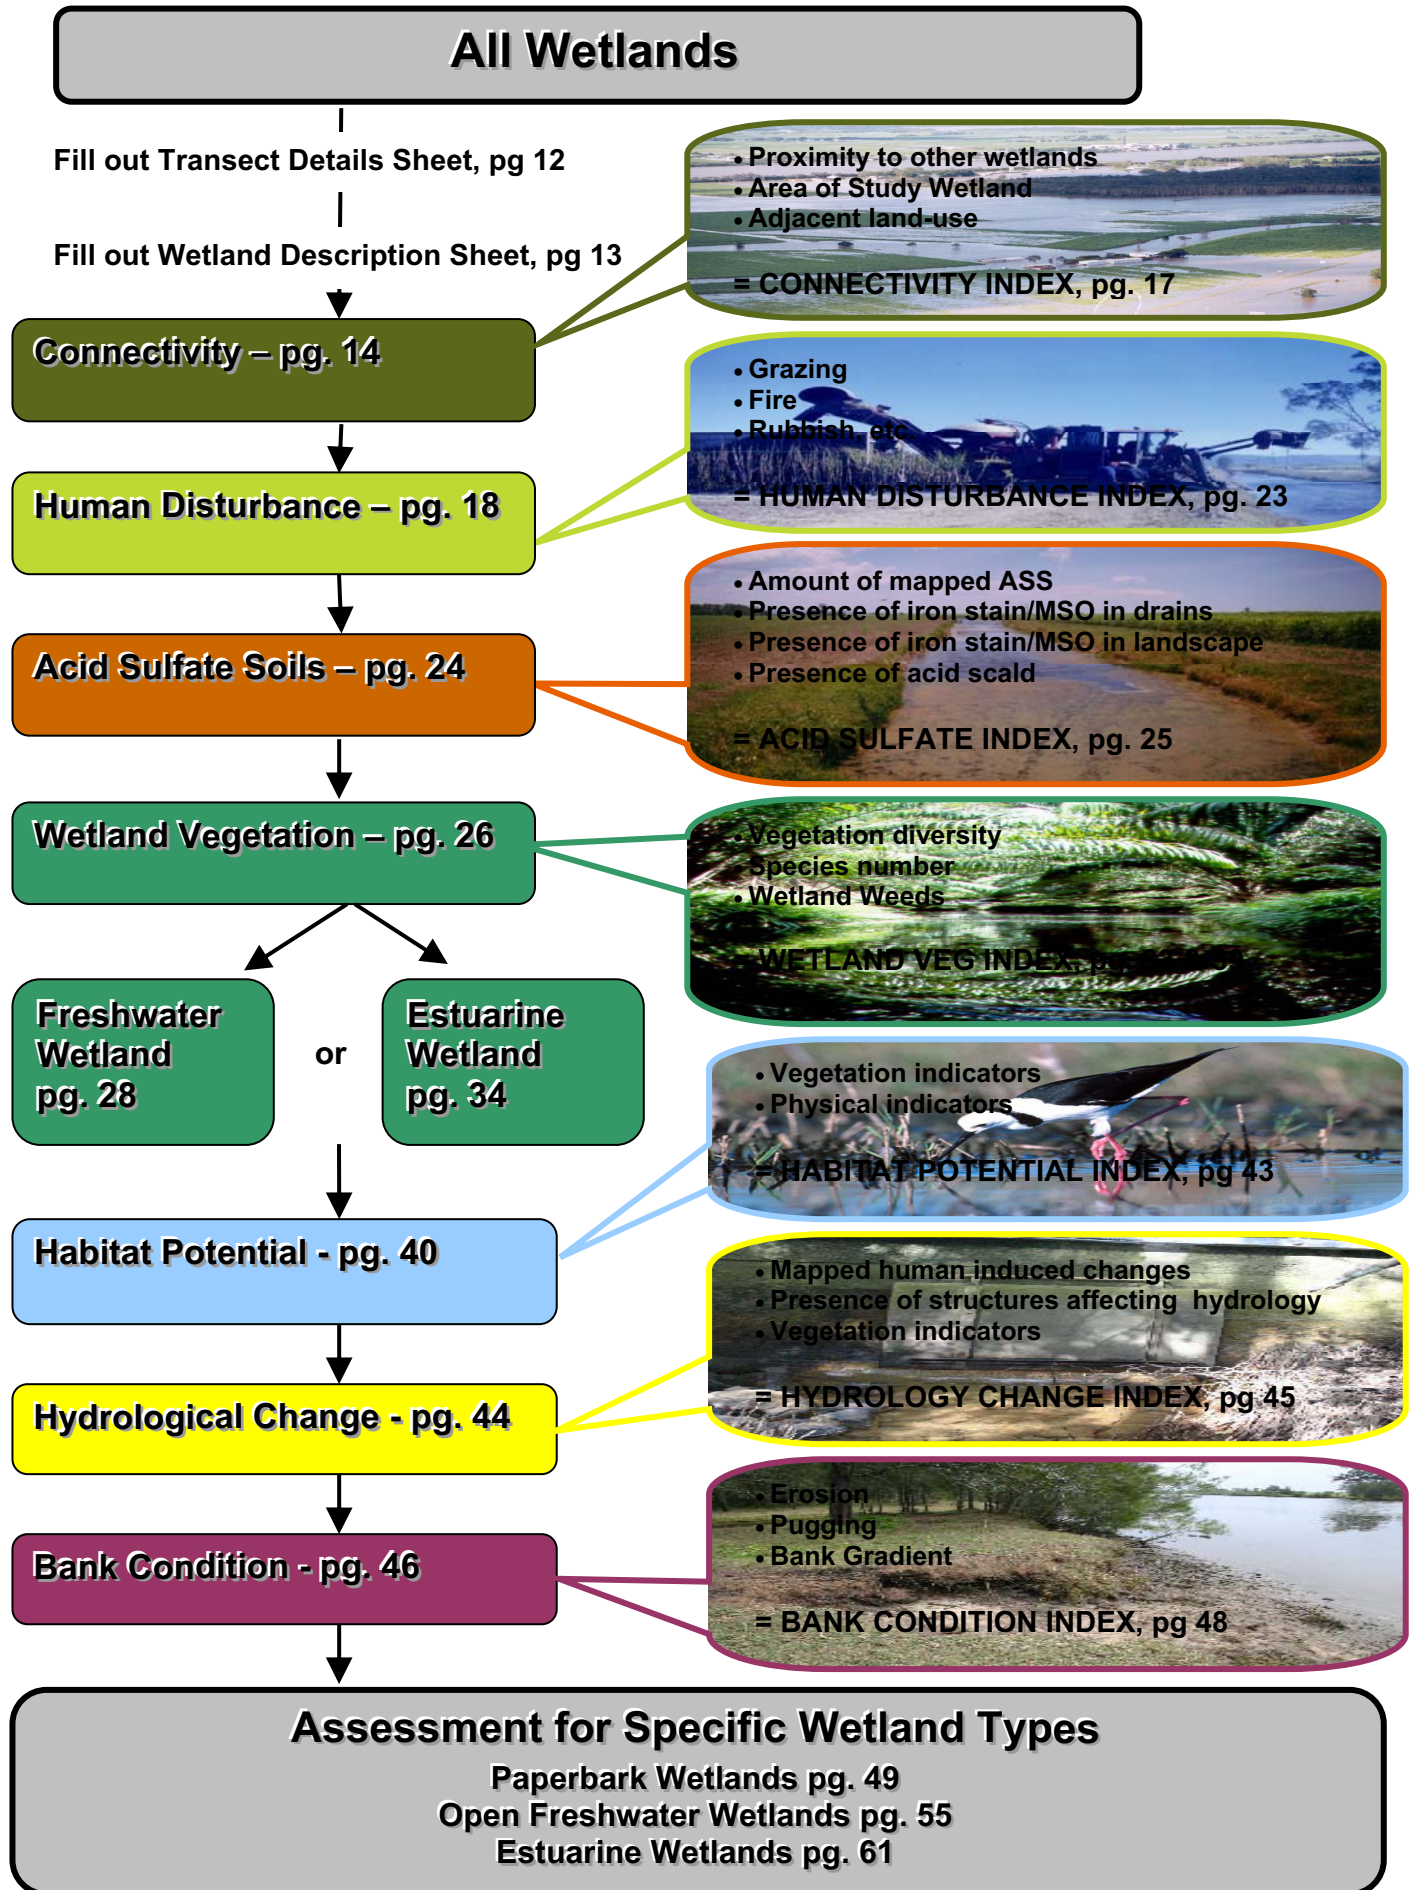 All Wetlands
Fill out Transect Details Sheet, pg 12
Fill out Wetland Description Sheet, pg 13
• Proximity to other wetlands
• Area of Study Wetland
• Adjacent land-use
= CONNECTIVITY INDEX, pg. 17
Connectivity – pg. 14
• Grazing
• Fire
• Rubbish, etc.
= HUMAN DISTURBANCE INDEX, pg. 23
Human Disturbance – pg. 18
• Amount of mapped ASS
• Presence of iron stain/MSO in drains
• Presence of iron stain/MSO in landscape
• Presence of acid scald
= ACID SULFATE INDEX, pg. 25
Acid Sulfate Soils – pg. 24
• Vegetation diversity
• Species number
• Wetland Weeds
= WETLAND VEG INDEX,
Wetland Vegetation – pg. 26
Freshwater
Wetland
pg. 28
or
Estuarine
Wetland
pg. 34
• Vegetation indicators
• Physical indicators
= HABITAT POTENTIAL INDEX, pg 43
Habitat Potential - pg. 40
• Mapped human induced changes
• Presence of structures affecting hydrology
• Vegetation indicators
= HYDROLOGY CHANGE INDEX, pg 45
Hydrological Change - pg. 44
• Erosion
• Pugging
• Bank Gradient
= BANK CONDITION INDEX, pg 48
Bank Condition - pg. 46
Assessment for Specific Wetland Types
Paperbark Wetlands pg. 49
Open Freshwater Wetlands pg. 55
Estuarine Wetlands pg. 61